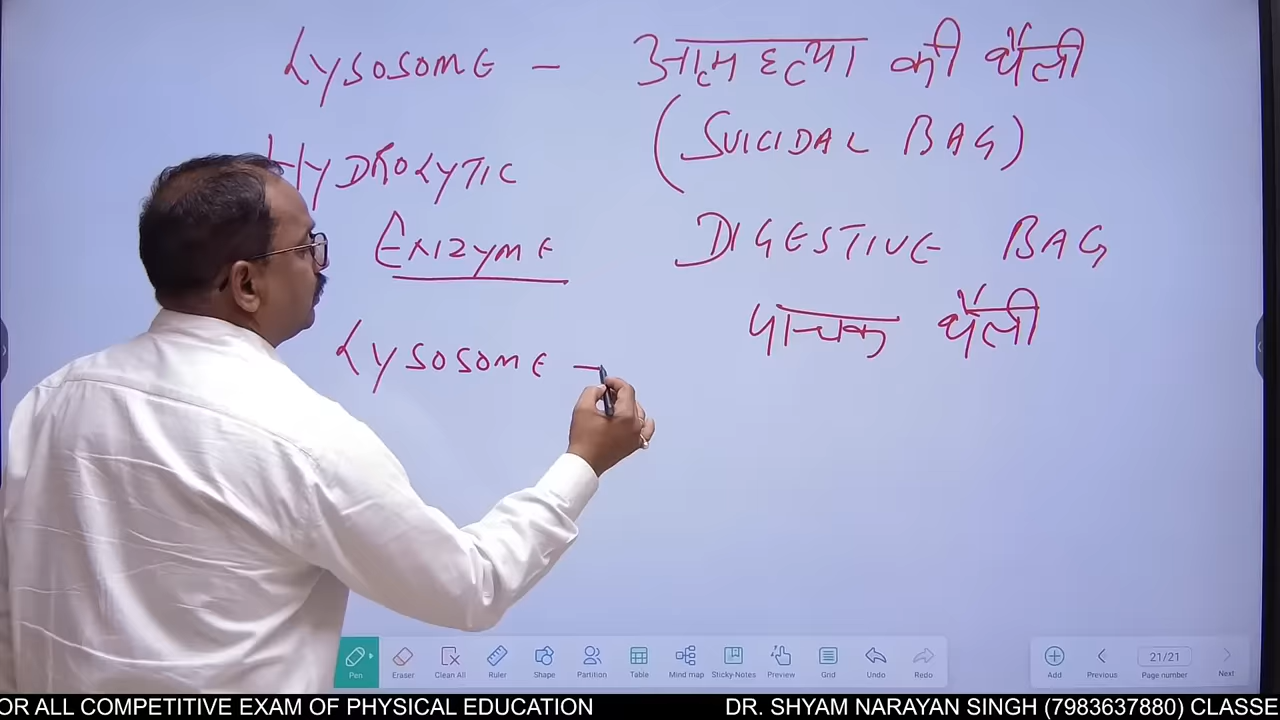 LYSOSOME - आत्म हत्या की थैली
(SUICIDAL BAG)
HYDROLYTIC
ENZYME
DIGESTIVE BAG
पाचक थैली
LYSOSOME -
Pen
Eraser
Clean All
Ruler
Shape
Partition
Table
Mind map
Sticky-Notes
Preview
Grid
Undo
Redo
Add
Previous
21/21
Page number
Next
OR ALL COMPETITIVE EXAM OF PHYSICAL EDUCATION
DR. SHYAM NARAYAN SINGH (7983637880) CLASSE